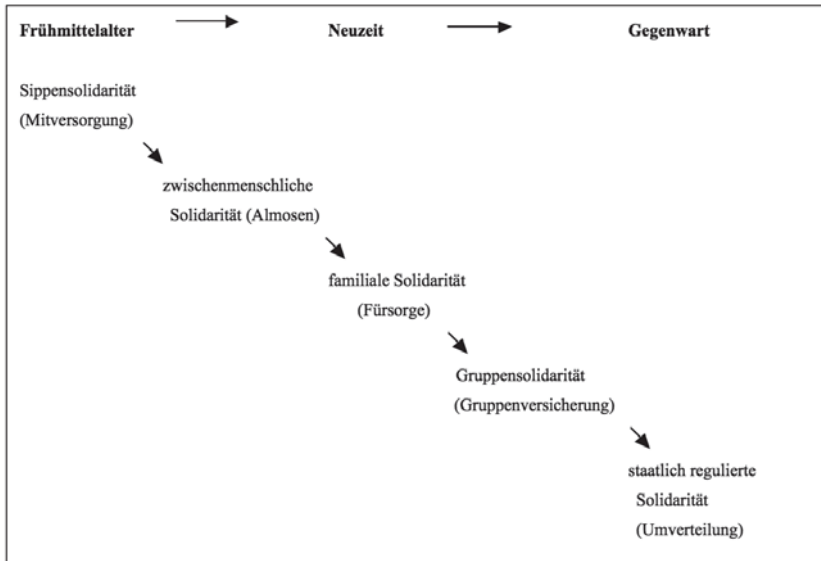 Frühmittelalter Neuzeit Gegenwart
Sippensolidarität
(Mitversorgung)
zwischenmenschliche
Solidarität (Almosen)
familiale Solidarität
(Fürsorge)
Gruppensolidarität
(Gruppenversicherung)
staatlich regulierte
Solidarität
(Umverteilung)